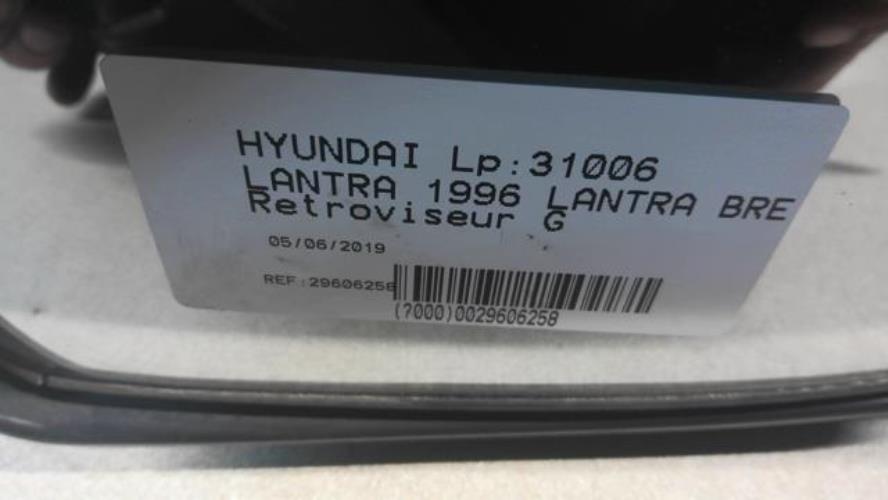 HYUNDAI Lp:31006
LANTRA 1996 LANTRA BRE
Retroviseur G
05/06/2019
REF:29606258
(7000)0029606258